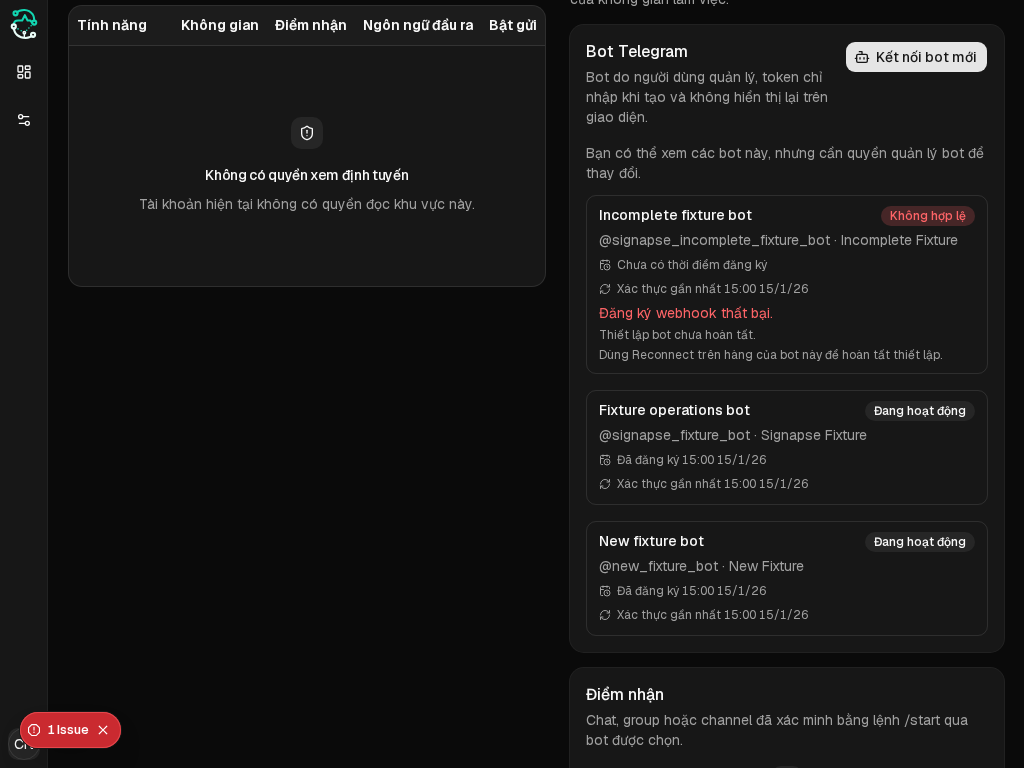 Tính năng Không gian Điểm nhận Ngôn ngữ đầu ra Bật gửi
Không có quyền xem định tuyến
Tài khoản hiện tại không có quyền đọc khu vực này.
của không gian làm việc.
Bot Telegram
Kết nối bot mới
Bot do người dùng quản lý, token chỉ
nhập khi tạo và không hiển thị lại trên
giao diện.
Bạn có thể xem các bot này, nhưng cần quyền quản lý bot để
thay đổi.
Incomplete fixture bot
Không hợp lệ
@signapse_incomplete_fixture_bot · Incomplete Fixture
Chưa có thời điểm đăng ký
Xác thực gần nhất 15:00 15/1/26
Đăng ký webhook thất bại.
Thiết lập bot chưa hoàn tất.
Dùng Reconnect trên hàng của bot này để hoàn tất thiết lập.
Fixture operations bot
Đang hoạt động
@signapse_fixture_bot · Signapse Fixture
Đã đăng ký 15:00 15/1/26
Xác thực gần nhất 15:00 15/1/26
New fixture bot
Đang hoạt động
@new_fixture_bot · New Fixture
Đã đăng ký 15:00 15/1/26
Xác thực gần nhất 15:00 15/1/26
Điểm nhận
Chat, group hoặc channel đã xác minh bằng lệnh /start qua
bot được chọn.
1 Issue